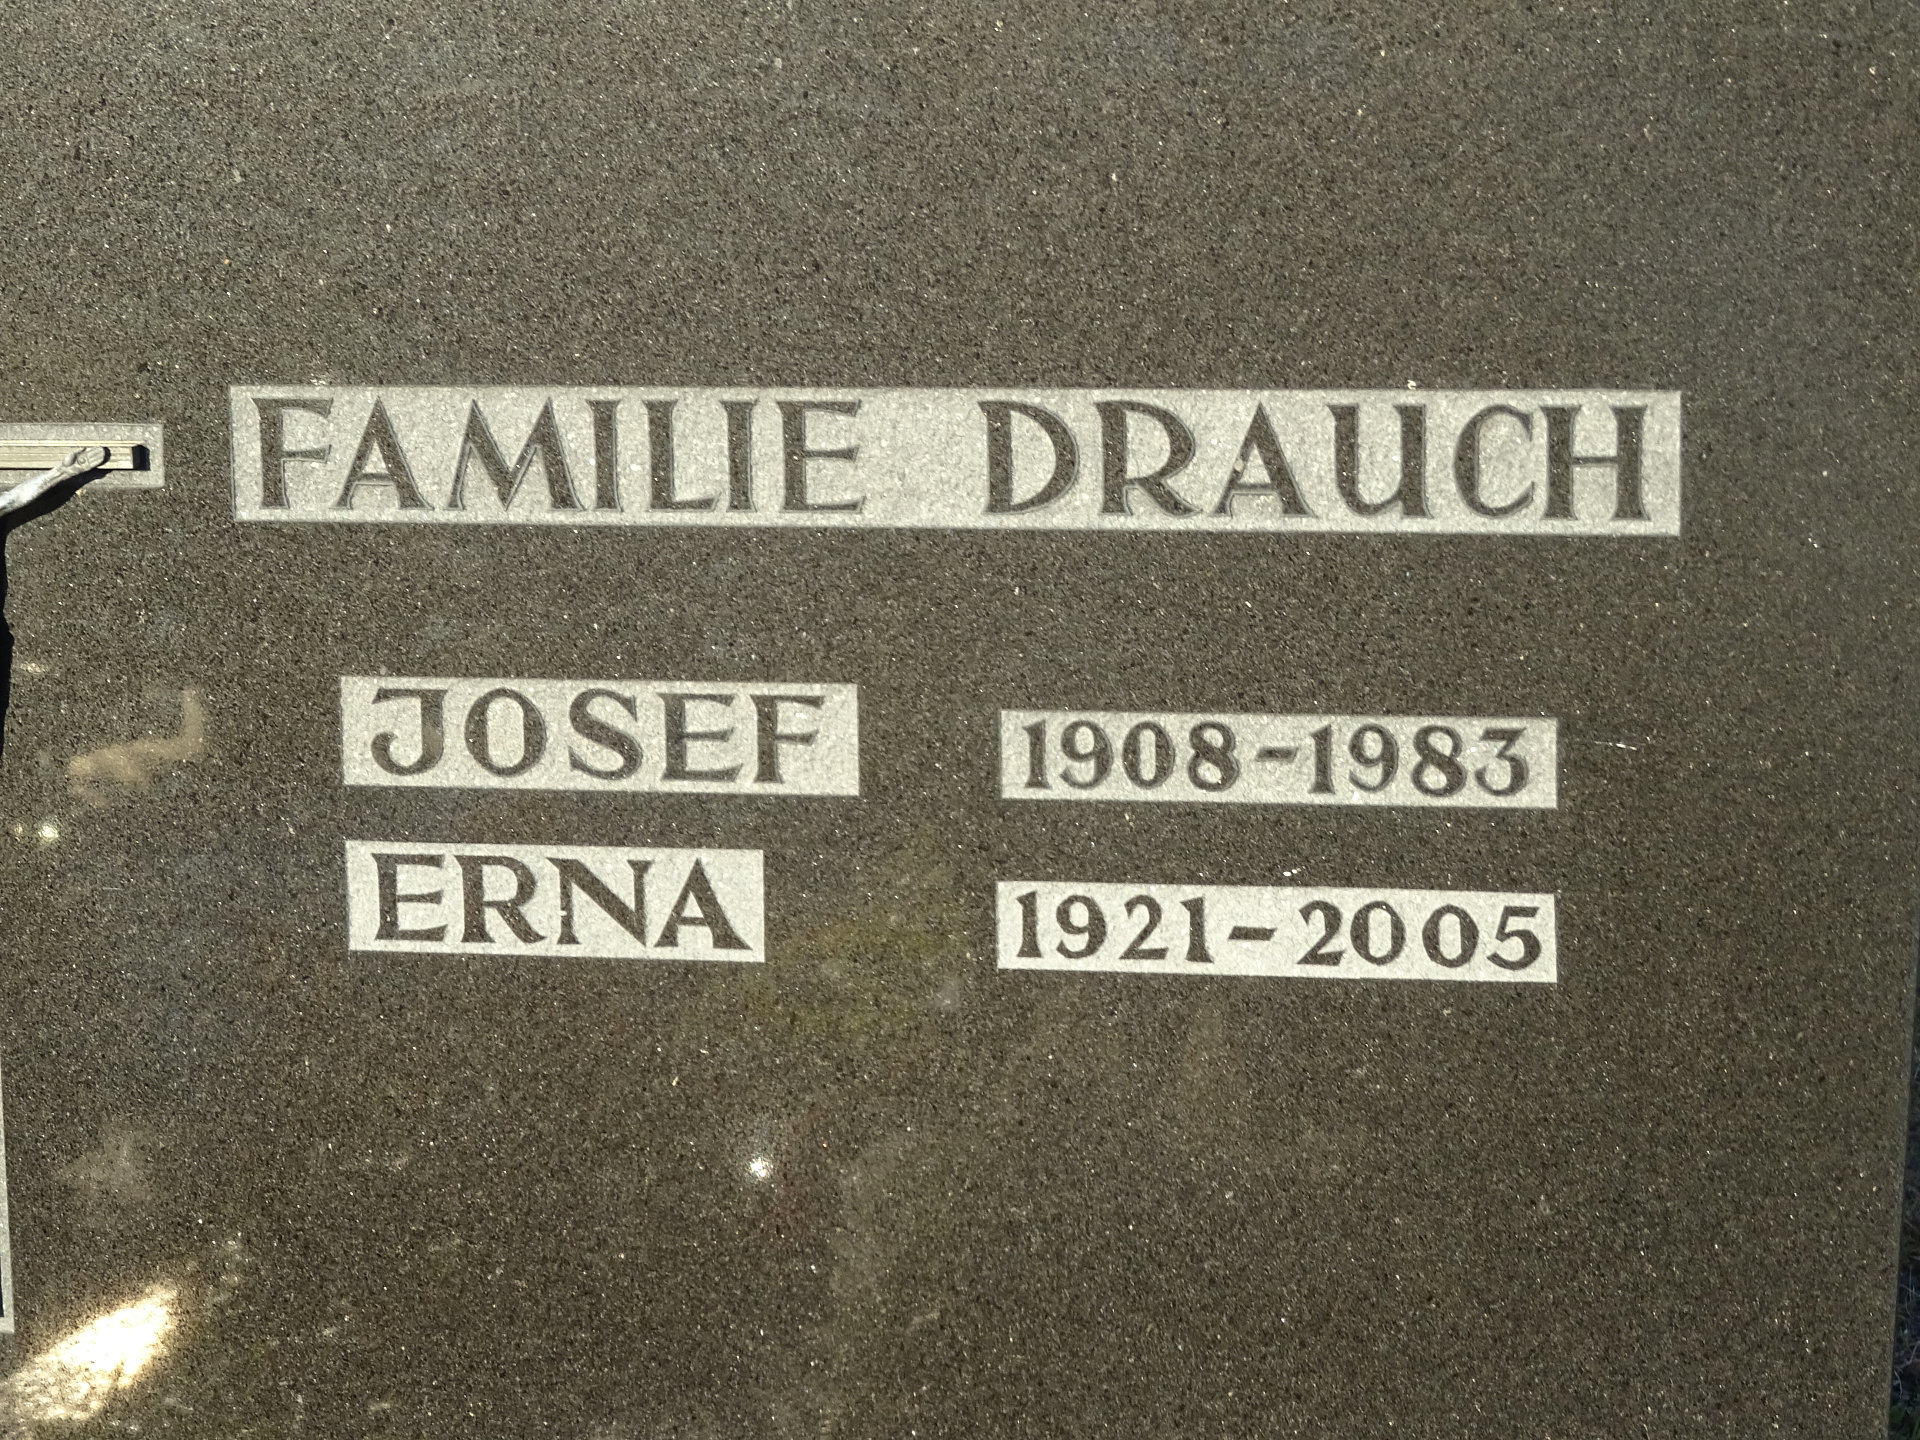 FAMILIE DRAUCH
JOSEF 1908-1983
ERNA 1921-2005